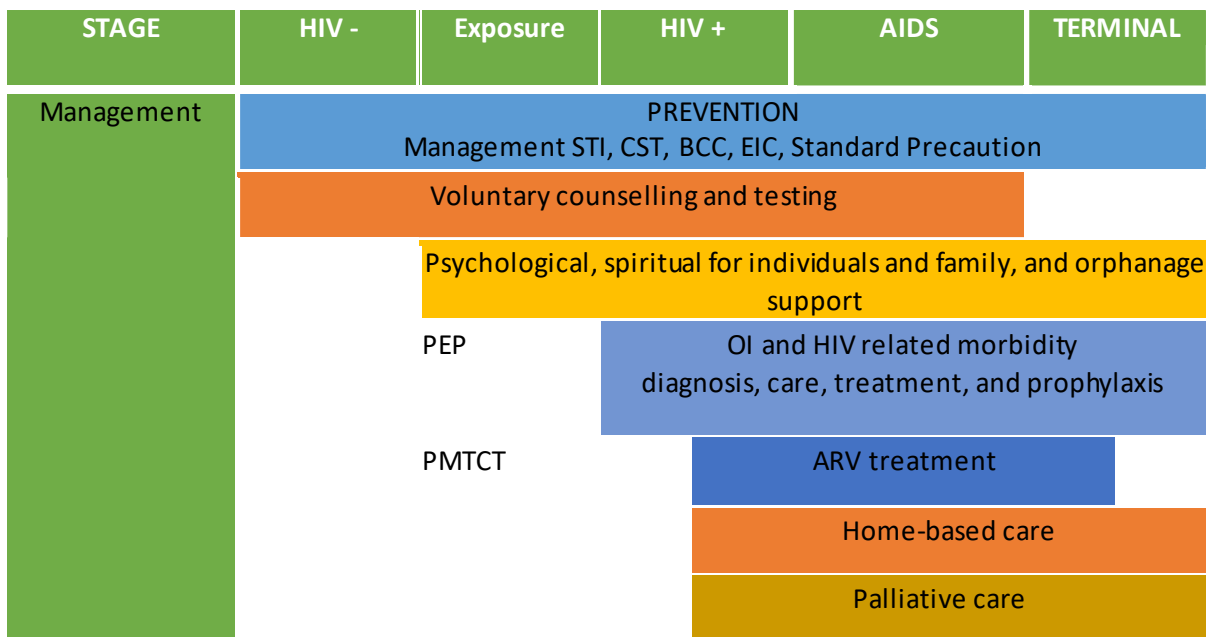 STAGE HIV - Exposure HIV + AIDS TERMINAL
Management PREVENTION
Management STI, CST, BCC, EIC, Standard Precaution
Voluntary counselling and testing
Psychological, spiritual for individuals and family, and orphanage
support
PEP OI and HIV related morbidity
diagnosis, care, treatment, and prophylaxis
PMTCT ARV treatment
Home-based care
Palliative care